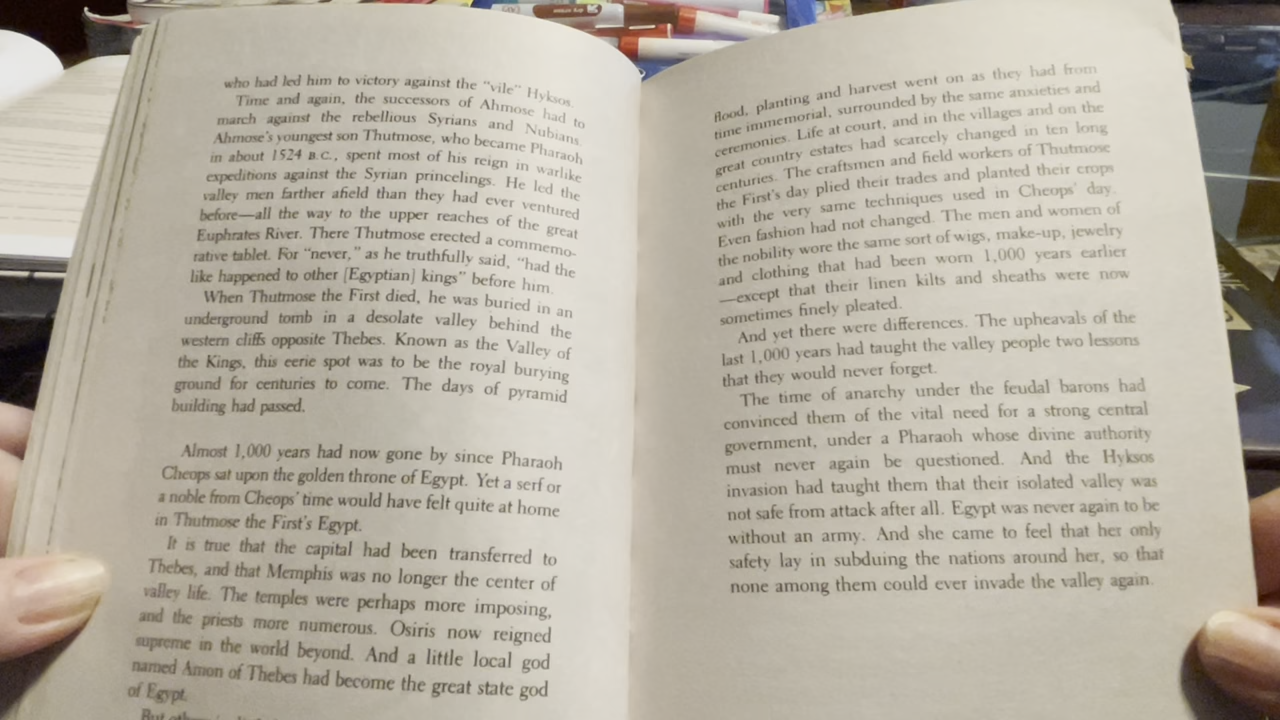 who had led him to victory against the "vile" Hyksos.
Time and again, the successors of Ahmose had to
march against the rebellious Syrians and Nubians.
Ahmose's youngest son Thutmose, who became Pharaoh
in about 1524 B.C., spent most of his reign in warlike
expeditions against the Syrian princelings. He led the
valley men farther afield than they had ever ventured
before—all the way to the upper reaches of the great
Euphrates River. There Thutmose erected a commemo-
rative tablet. For "never," as he truthfully said, "had the
like happened to other [Egyptian] kings" before him.
When Thutmose the First died, he was buried in an
underground tomb in a desolate valley behind the
western cliffs opposite Thebes. Known as the Valley of
the Kings, this eerie spot was to be the royal burying
ground for centuries to come. The days of pyramid
building had passed.
Almost 1,000 years had now gone by since Pharaoh
Cheops sat upon the golden throne of Egypt. Yet a serf or
a noble from Cheops' time would have felt quite at home
in Thutmose the First's Egypt.
It is true that the capital had been transferred to
Thebes, and that Memphis was no longer the center of
valley life. The temples were perhaps more imposing,
and the priests more numerous. Osiris now reigned
supreme in the world beyond. And a little local god
named Amon of Thebes had become the great state god
of Egypt.
But
flood, planting and harvest went on as they had from
time immemorial, surrounded by the same anxieties and
ceremonies. Life at court, and in the villages and on the
great country estates had scarcely changed in ten long
centuries. The craftsmen and field workers of Thutmose
the First's day plied their trades and planted their crops
with the very same techniques used in Cheops' day.
Even fashion had not changed. The men and women of
the nobility wore the same sort of wigs, make-up, jewelry
and clothing that had been worn 1,000 years earlier
—except that their linen kilts and sheaths were now
sometimes finely pleated.
And yet there were differences. The upheavals of the
last 1,000 years had taught the valley people two lessons
that they would never forget.
The time of anarchy under the feudal barons had
convinced them of the vital need for a strong central
government, under a Pharaoh whose divine authority
must never again be questioned. And the Hyksos
invasion had taught them that their isolated valley was
not safe from attack after all. Egypt was never again to be
without an army. And she came to feel that her only
safety lay in subduing the nations around her, so that
none among them could ever invade the valley again.